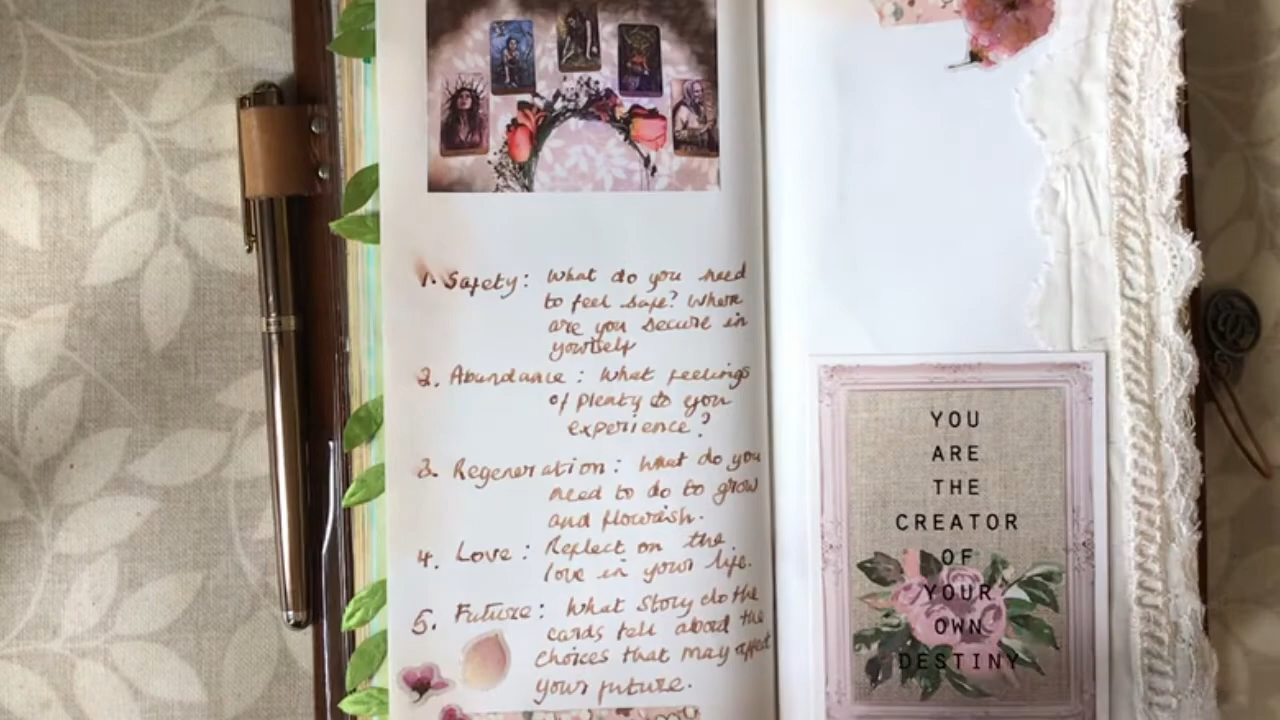 1. Safety: What do you need
to feel safe? Where
are you secure in
yourself
2. Abundance: What feelings
of plenty do you
experience?
3. Regeneration: What do you
need to do to grow
and flourish.
4. Love: Reflect on the
love in your life.
5. Future: What story do the
cards tell about the
choices that may affect
your future.
YOU
ARE
THE
CREATOR
OF
YOUR
OWN
DESTINY